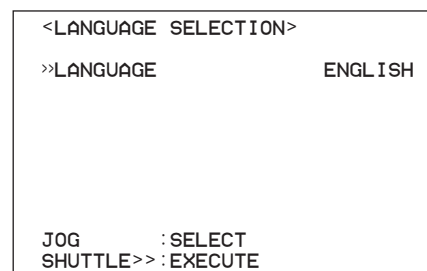 <LANGUAGE SELECTION>
»LANGUAGE ENGLISH
JOG :SELECT
SHUTTLE>>:EXECUTE